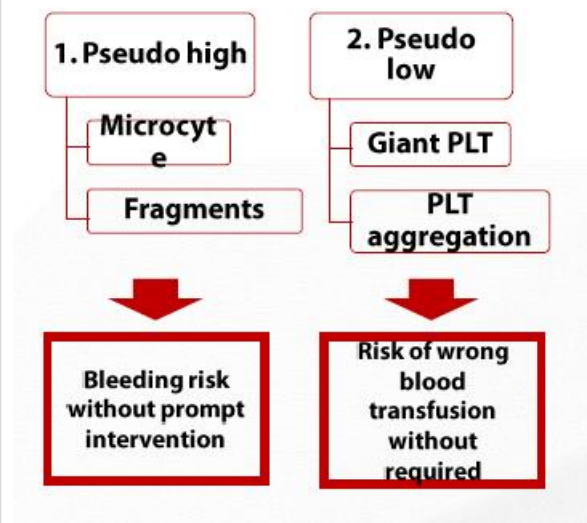 1. Pseudo high
Microcyt
e
Fragments
Bleeding risk
without prompt
intervention
2. Pseudo
low
Giant PLT
PLT
aggregation
Risk of wrong
blood
transfusion
without
required